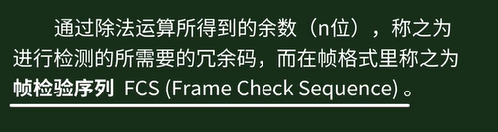 通过除法运算所得到的余数（n位），称之为
进行检测的所需要的冗余码，而在帧格式里称之为
帧检验序列 FCS (Frame Check Sequence) 。